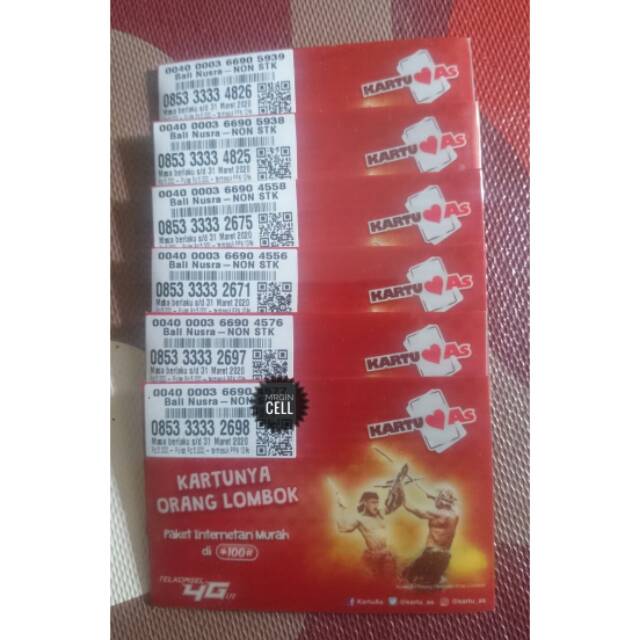 0040 0003 6690 5939
Bali Nusra – NON STK
0853 3333 4826
Masa berlaku s/d 31 Maret 2020
KARTU As
0040 0003 6690 5938
Bali Nusra – NON STK
0853 3333 4825
Masa berlaku s/d 31 Maret 2020
KARTU As
0040 0003 6690 4558
Bali Nusra – NON STK
0853 3333 2675
Masa berlaku s/d 31 Maret 2020
KARTU As
0040 0003 6690 4556
Bali Nusra – NON STK
0853 3333 2671
Masa berlaku s/d 31 Maret 2020
KARTU As
0040 0003 6690 4576
Bali Nusra – NON STK
0853 3333 2697
Masa berlaku s/d 31 Maret 2020
KARTU As
0040 0003 6690
Bali Nusra – NON
0853 3333 2698
Masa berlaku s/d 31 Maret 2020
KARTU As
MRGIN
CELL
KARTUNYA
ORANG LOMBOK
Paket Internetan Murah
di *100#
TELKOMSEL
4G LTE
KartuAs @kartu_as @kartu_as